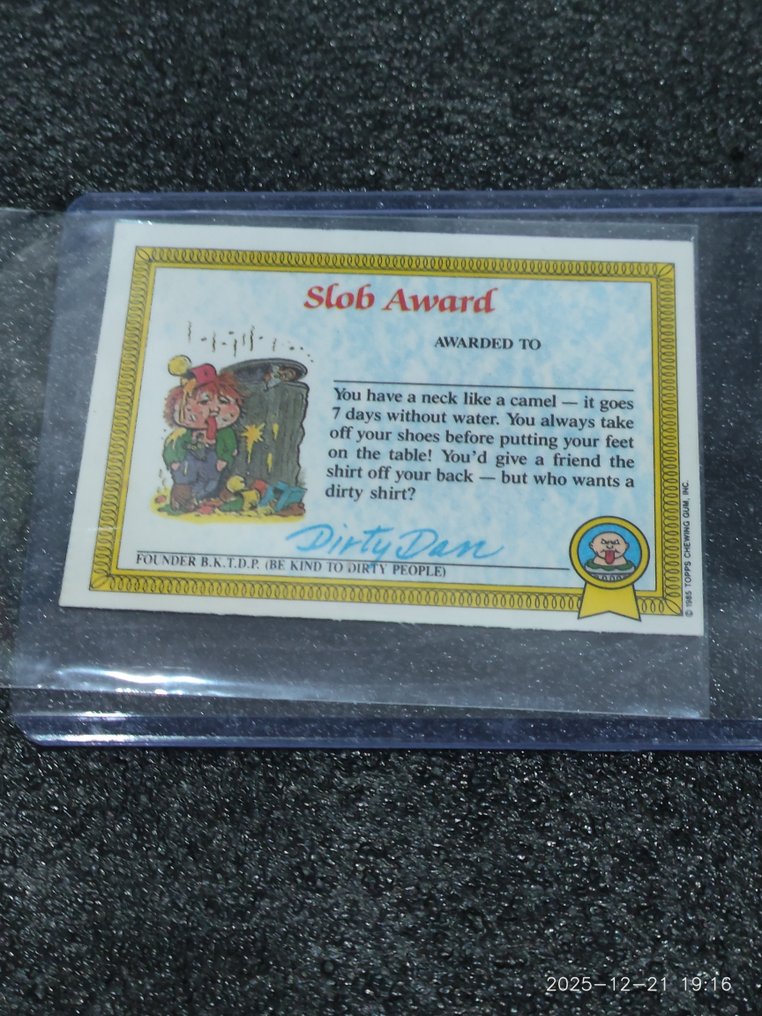 Slob Award
AWARDED TO
You have a neck like a camel — it goes
7 days without water. You always take
off your shoes before putting your feet
on the table! You'd give a friend the
shirt off your back — but who wants a
dirty shirt?
Dirty Dan
FOUNDER B.K.T.D.P. (BE KIND TO DIRTY PEOPLE)
© 1985 TOPPS CHEWING GUM, INC.
2025-12-21 19:16